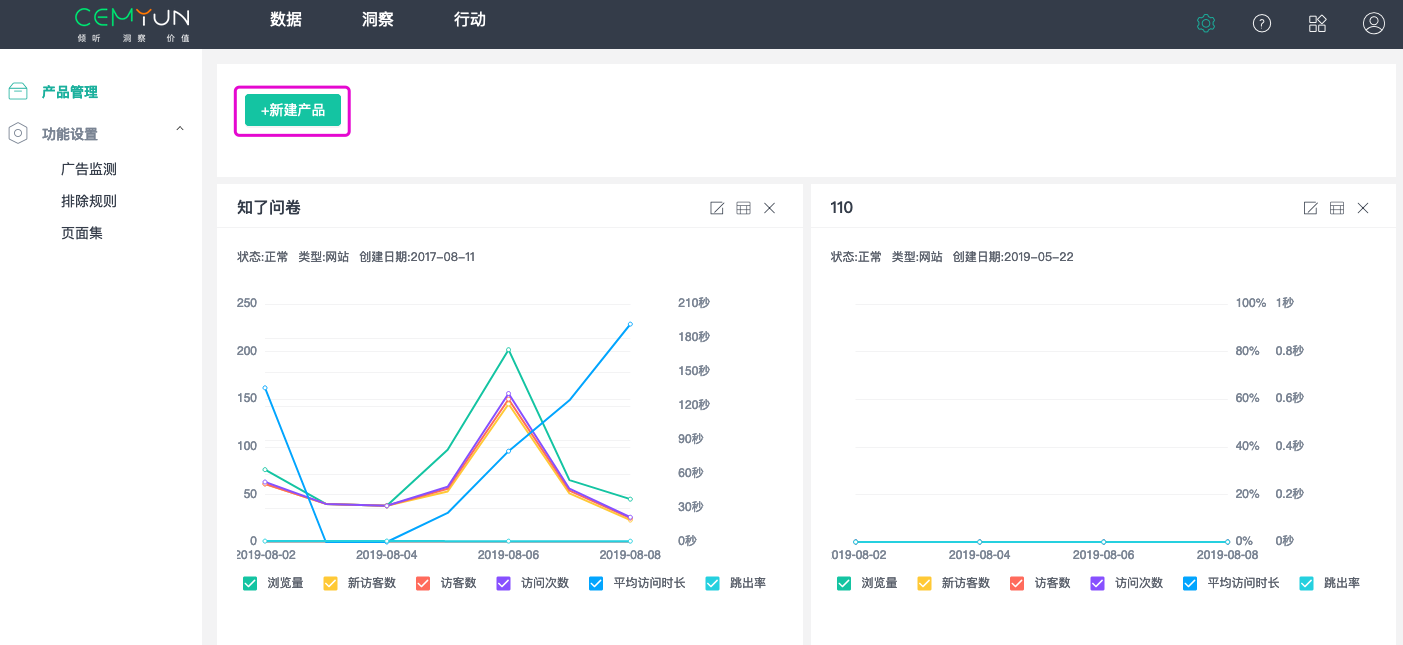 CEMYUN
倾听 洞察 价值
数据 洞察 行动
?
产品管理
功能设置
广告监测
排除规则
页面集
+新建产品
知了问卷
状态:正常 类型:网站 创建日期:2017-08-11
250 210秒
180秒
200
150秒
150
120秒
100 90秒
60秒
50
30秒
0 0秒
2019-08-02 2019-08-04 2019-08-06 2019-08-08
浏览量 新访客数 访客数 访问次数 平均访问时长 跳出率
110
状态:正常 类型:网站 创建日期:2019-05-22
100% 1秒
80% 0.8秒
60% 0.6秒
40% 0.4秒
20% 0.2秒
0% 0秒
019-08-02 2019-08-04 2019-08-06 2019-08-08
浏览量 新访客数 访客数 访问次数 平均访问时长 跳出率